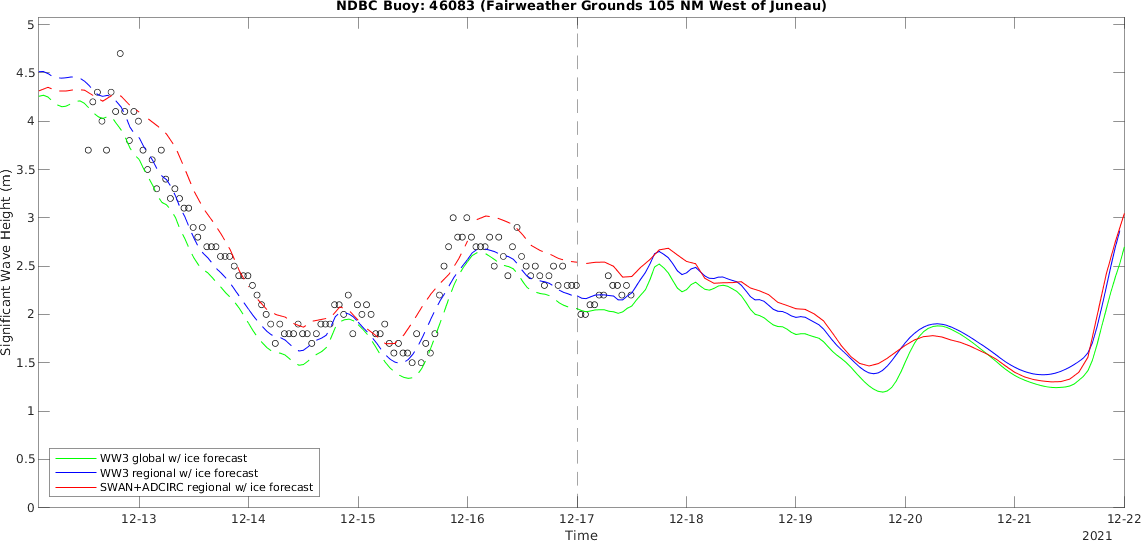 NDBC Buoy: 46083 (Fairweather Grounds 105 NM West of Juneau)
5
4.5
4
3.5
3
2.5
2
1.5
1
0.5
0
Significant Wave Height (m)
WW3 global w/ ice forecast
WW3 regional w/ ice forecast
SWAN+ADCIRC regional w/ ice forecast
12-13 12-14 12-15 12-16 12-17 12-18 12-19 12-20 12-21 12-22
Time
2021